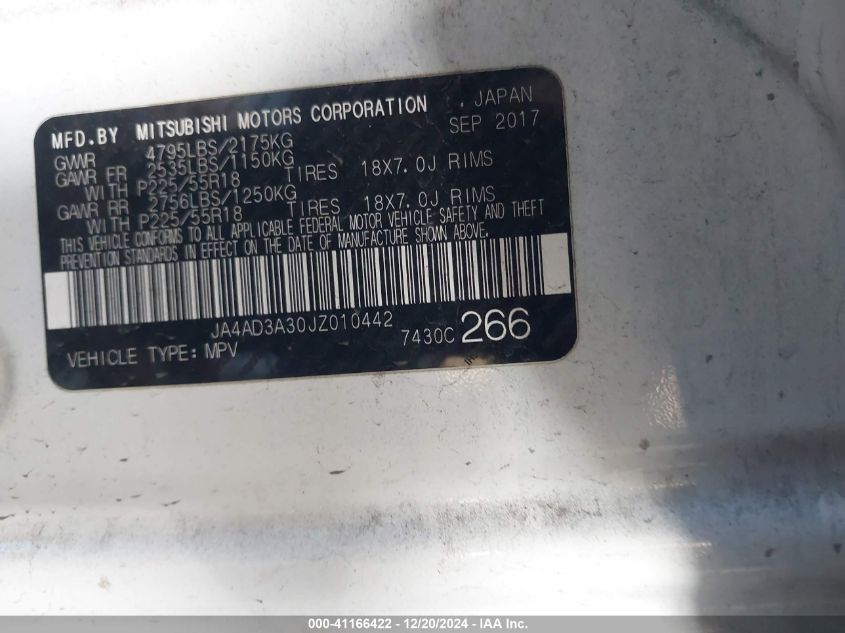 MFD.BY MITSUBISHI MOTORS CORPORATION , JAPAN
GVWR 4795LBS/2175KG SEP 2017
GAWR FR 2535LBS/1150KG
WITH P225/55R18 TIRES 18X7.0J RIMS
GAWR RR 2756LBS/1250KG
WITH P225/55R18 TIRES 18X7.0J RIMS
THIS VEHICLE CONFORMS TO ALL APPLICABLE FEDERAL MOTOR VEHICLE SAFETY AND THEFT
PREVENTION STANDARDS IN EFFECT ON THE DATE OF MANUFACTURE SHOWN ABOVE.
JA4AD3A30JZ010442
7430C 266
VEHICLE TYPE: MPV
000-41166422 - 12/20/2024 - IAA Inc.